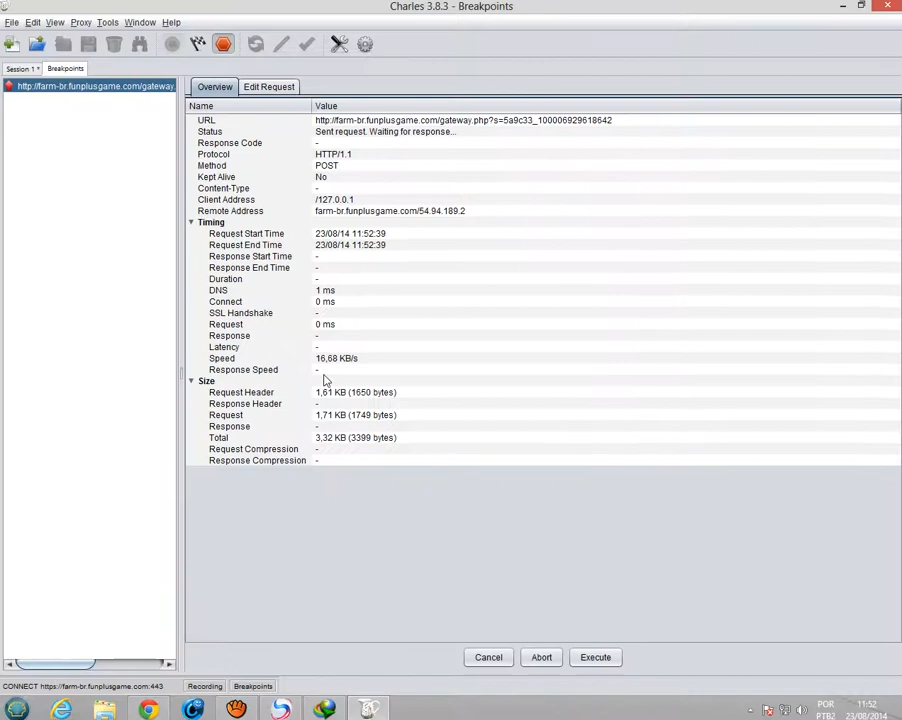 Charles 3.8.3 - Breakpoints
File Edit View Proxy Tools Window Help
Session 1 * Breakpoints
http://farm-br.funplusgame.com/gateway.
Overview Edit Request
Name Value
URL http://farm-br.funplusgame.com/gateway.php?s=5a9c33_100006929618642
Status Sent request. Waiting for response...
Response Code -
Protocol HTTP/1.1
Method POST
Kept Alive No
Content-Type -
Client Address /127.0.0.1
Remote Address farm-br.funplusgame.com/54.94.189.2
Timing
Request Start Time 23/08/14 11:52:39
Request End Time 23/08/14 11:52:39
Response Start Time -
Response End Time -
Duration -
DNS 1 ms
Connect 0 ms
SSL Handshake -
Request 0 ms
Response -
Latency -
Speed 16,68 KB/s
Response Speed -
Size
Request Header 1,61 KB (1650 bytes)
Response Header -
Request 1,71 KB (1749 bytes)
Response -
Total 3,32 KB (3399 bytes)
Request Compression -
Response Compression -
Cancel Abort Execute
CONNECT https://farm-br.funplusgame.com:443 Recording Breakpoints
POR 11:52
PTB2 23/08/2014